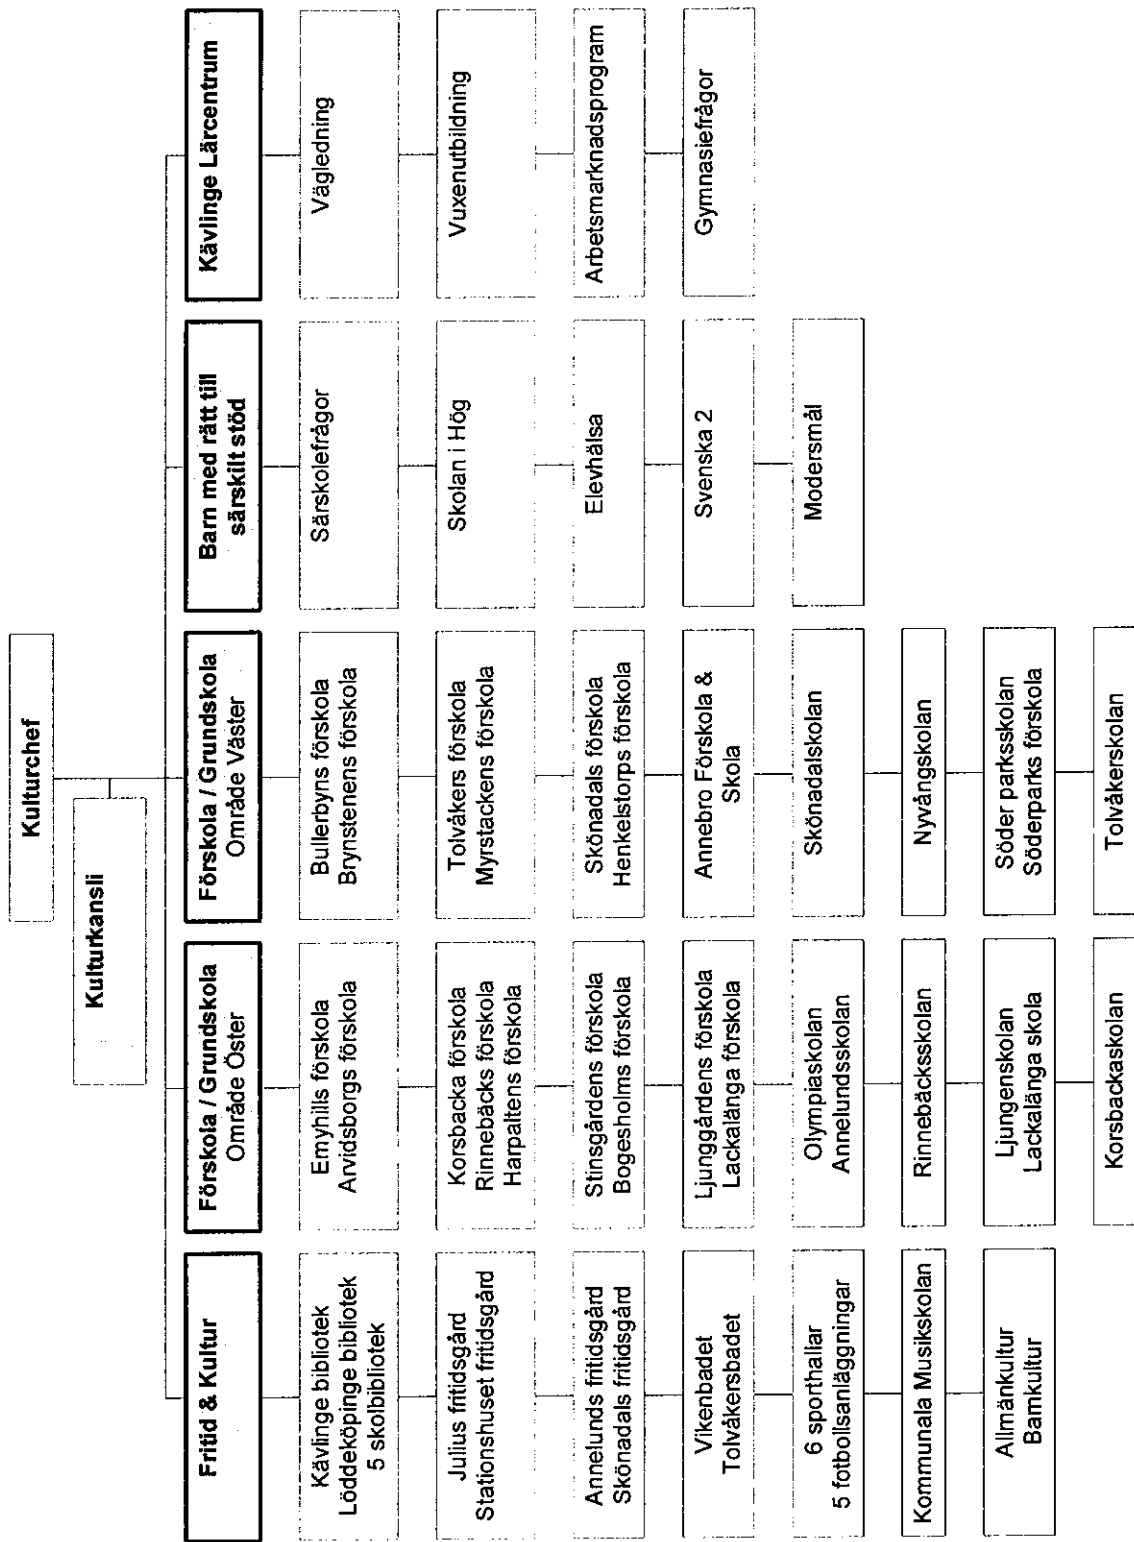 Kulturchef
Kulturkansli
Fritid & Kultur
Kävlinge bibliotek
Löddeköpinge bibliotek
5 skolbibliotek
Julius fritidsgård
Stationshuset fritidsgård
Annelunds fritidsgård
Skönadals fritidsgård
Vikenbadet
Tolvåkersbadet
6 sporthallar
5 fotbollsanläggningar
Kommunala Musikskolan
Allmänkultur
Barnkultur
Förskola / Grundskola
Område Öster
Emyhills förskola
Arvidsborgs förskola
Korsbacka förskola
Rinnebäcks förskola
Harpaltens förskola
Stinsgårdens förskola
Bogesholms förskola
Ljunggårdens förskola
Lackalänga förskola
Olympiaskolan
Annelundsskolan
Rinnebäcksskolan
Ljungenskolan
Lackalänga skola
Korsbackaskolan
Förskola / Grundskola
Område Väster
Bullerbyns förskola
Brynstenens förskola
Tolvåkers förskola
Myrstackens förskola
Skönadals förskola
Henkelstorps förskola
Annebro Förskola &
Skola
Skönadalskolan
Nyvångskolan
Söder parksskolan
Söderparks förskola
Tolvåkerskolan
Barn med rätt till
särskilt stöd
Särskolefrågor
Skolan i Hög
Elevhälsa
Svenska 2
Modersmål
Kävlinge Lärcentrum
Vägledning
Vuxenutbildning
Arbetsmarknadsprogram
Gymnasiefrågor